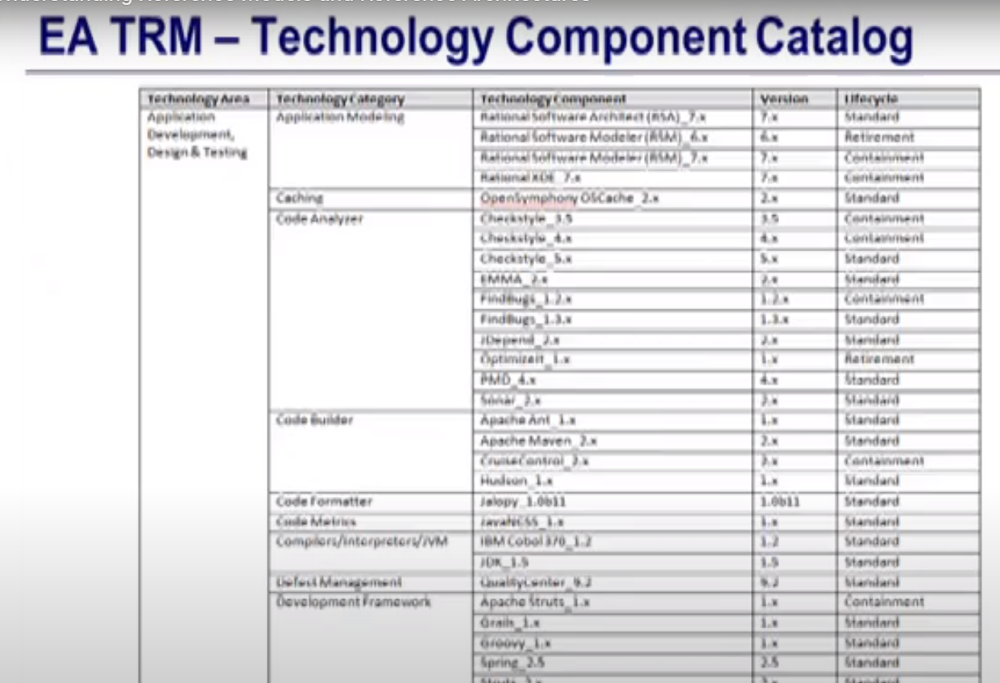 Understanding Reference Models and Reference Architectures
EA TRM – Technology Component Catalog
Technology Area Technology Category Technology Component Version Lifecycle
Application Application Modeling Rational Software Architect (RSA)_7.x 7.x Standard
Development, Rational Software Modeler (RSM)_6.x 6.x Retirement
Design & Testing Rational Software Modeler (RSM)_7.x 7.x Containment
Rational XDE_7.x 7.x Containment
Caching OpenSymphony OSCache_2.x 2.x Standard
Code Analyzer Checkstyle_3.5 3.5 Containment
Checkstyle_4.x 4.x Containment
Checkstyle_5.x 5.x Standard
EMMA_2.x 2.x Standard
FindBugs_1.2.x 1.2.x Containment
FindBugs_1.3.x 1.3.x Standard
JDepend_2.x 2.x Standard
Optimizeit_1.x 1.x Retirement
PMD_4.x 4.x Standard
Sonar_2.x 2.x Standard
Code Builder Apache Ant_1.x 1.x Standard
Apache Maven_2.x 2.x Standard
CruiseControl_2.x 2.x Containment
Hudson_1.x 1.x Standard
Code Formatter Jalopy_1.0b11 1.0b11 Standard
Code Metrics JavaNCSS_1.x 1.x Standard
Compilers/Interpreters/JVM IBM Cobol 370_1.2 1.2 Standard
JDK_1.5 1.5 Standard
Defect Management QualityCenter_9.2 9.2 Standard
Development Framework Apache Struts_1.x 1.x Containment
Grails_1.x 1.x Standard
Groovy_1.x 1.x Standard
Spring_2.5 2.5 Standard